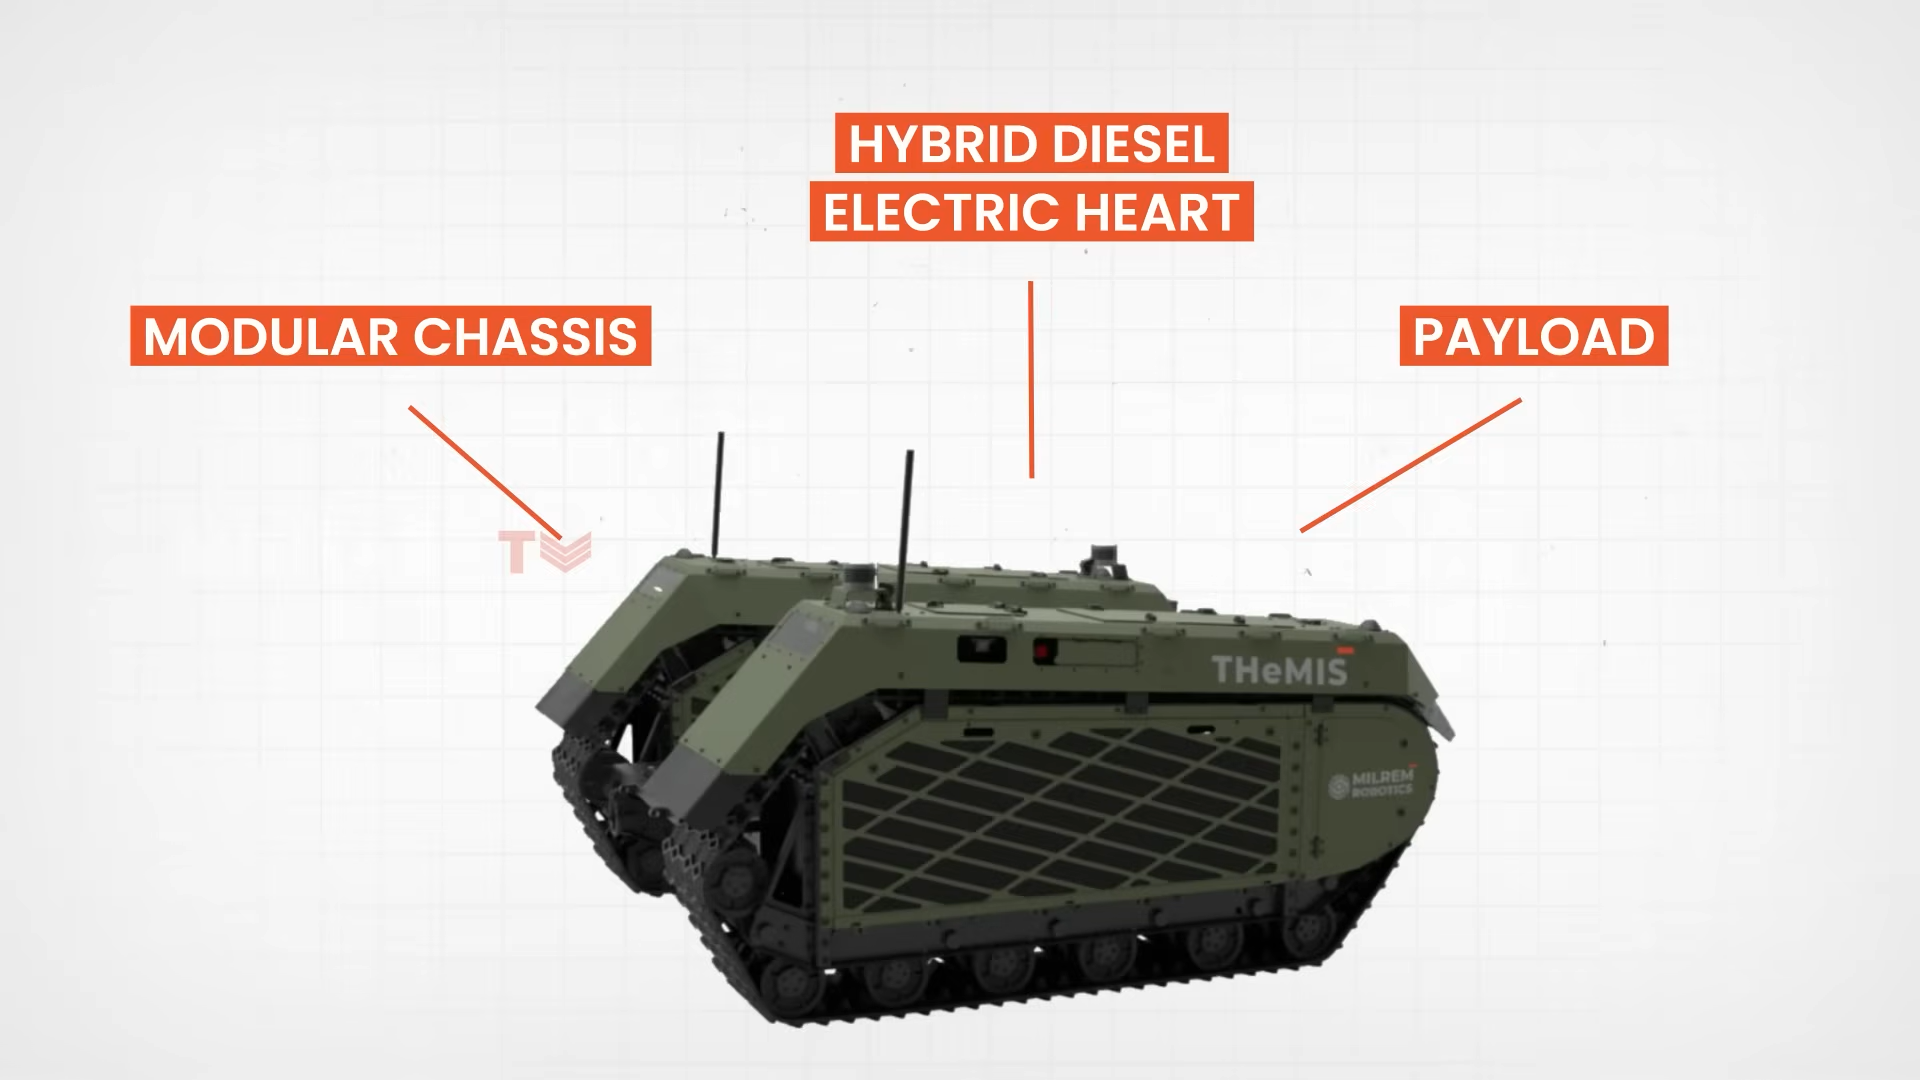 HYBRID DIESEL
ELECTRIC HEART
MODULAR CHASSIS
PAYLOAD
T
THeMIS
MILREM
ROBOTICS